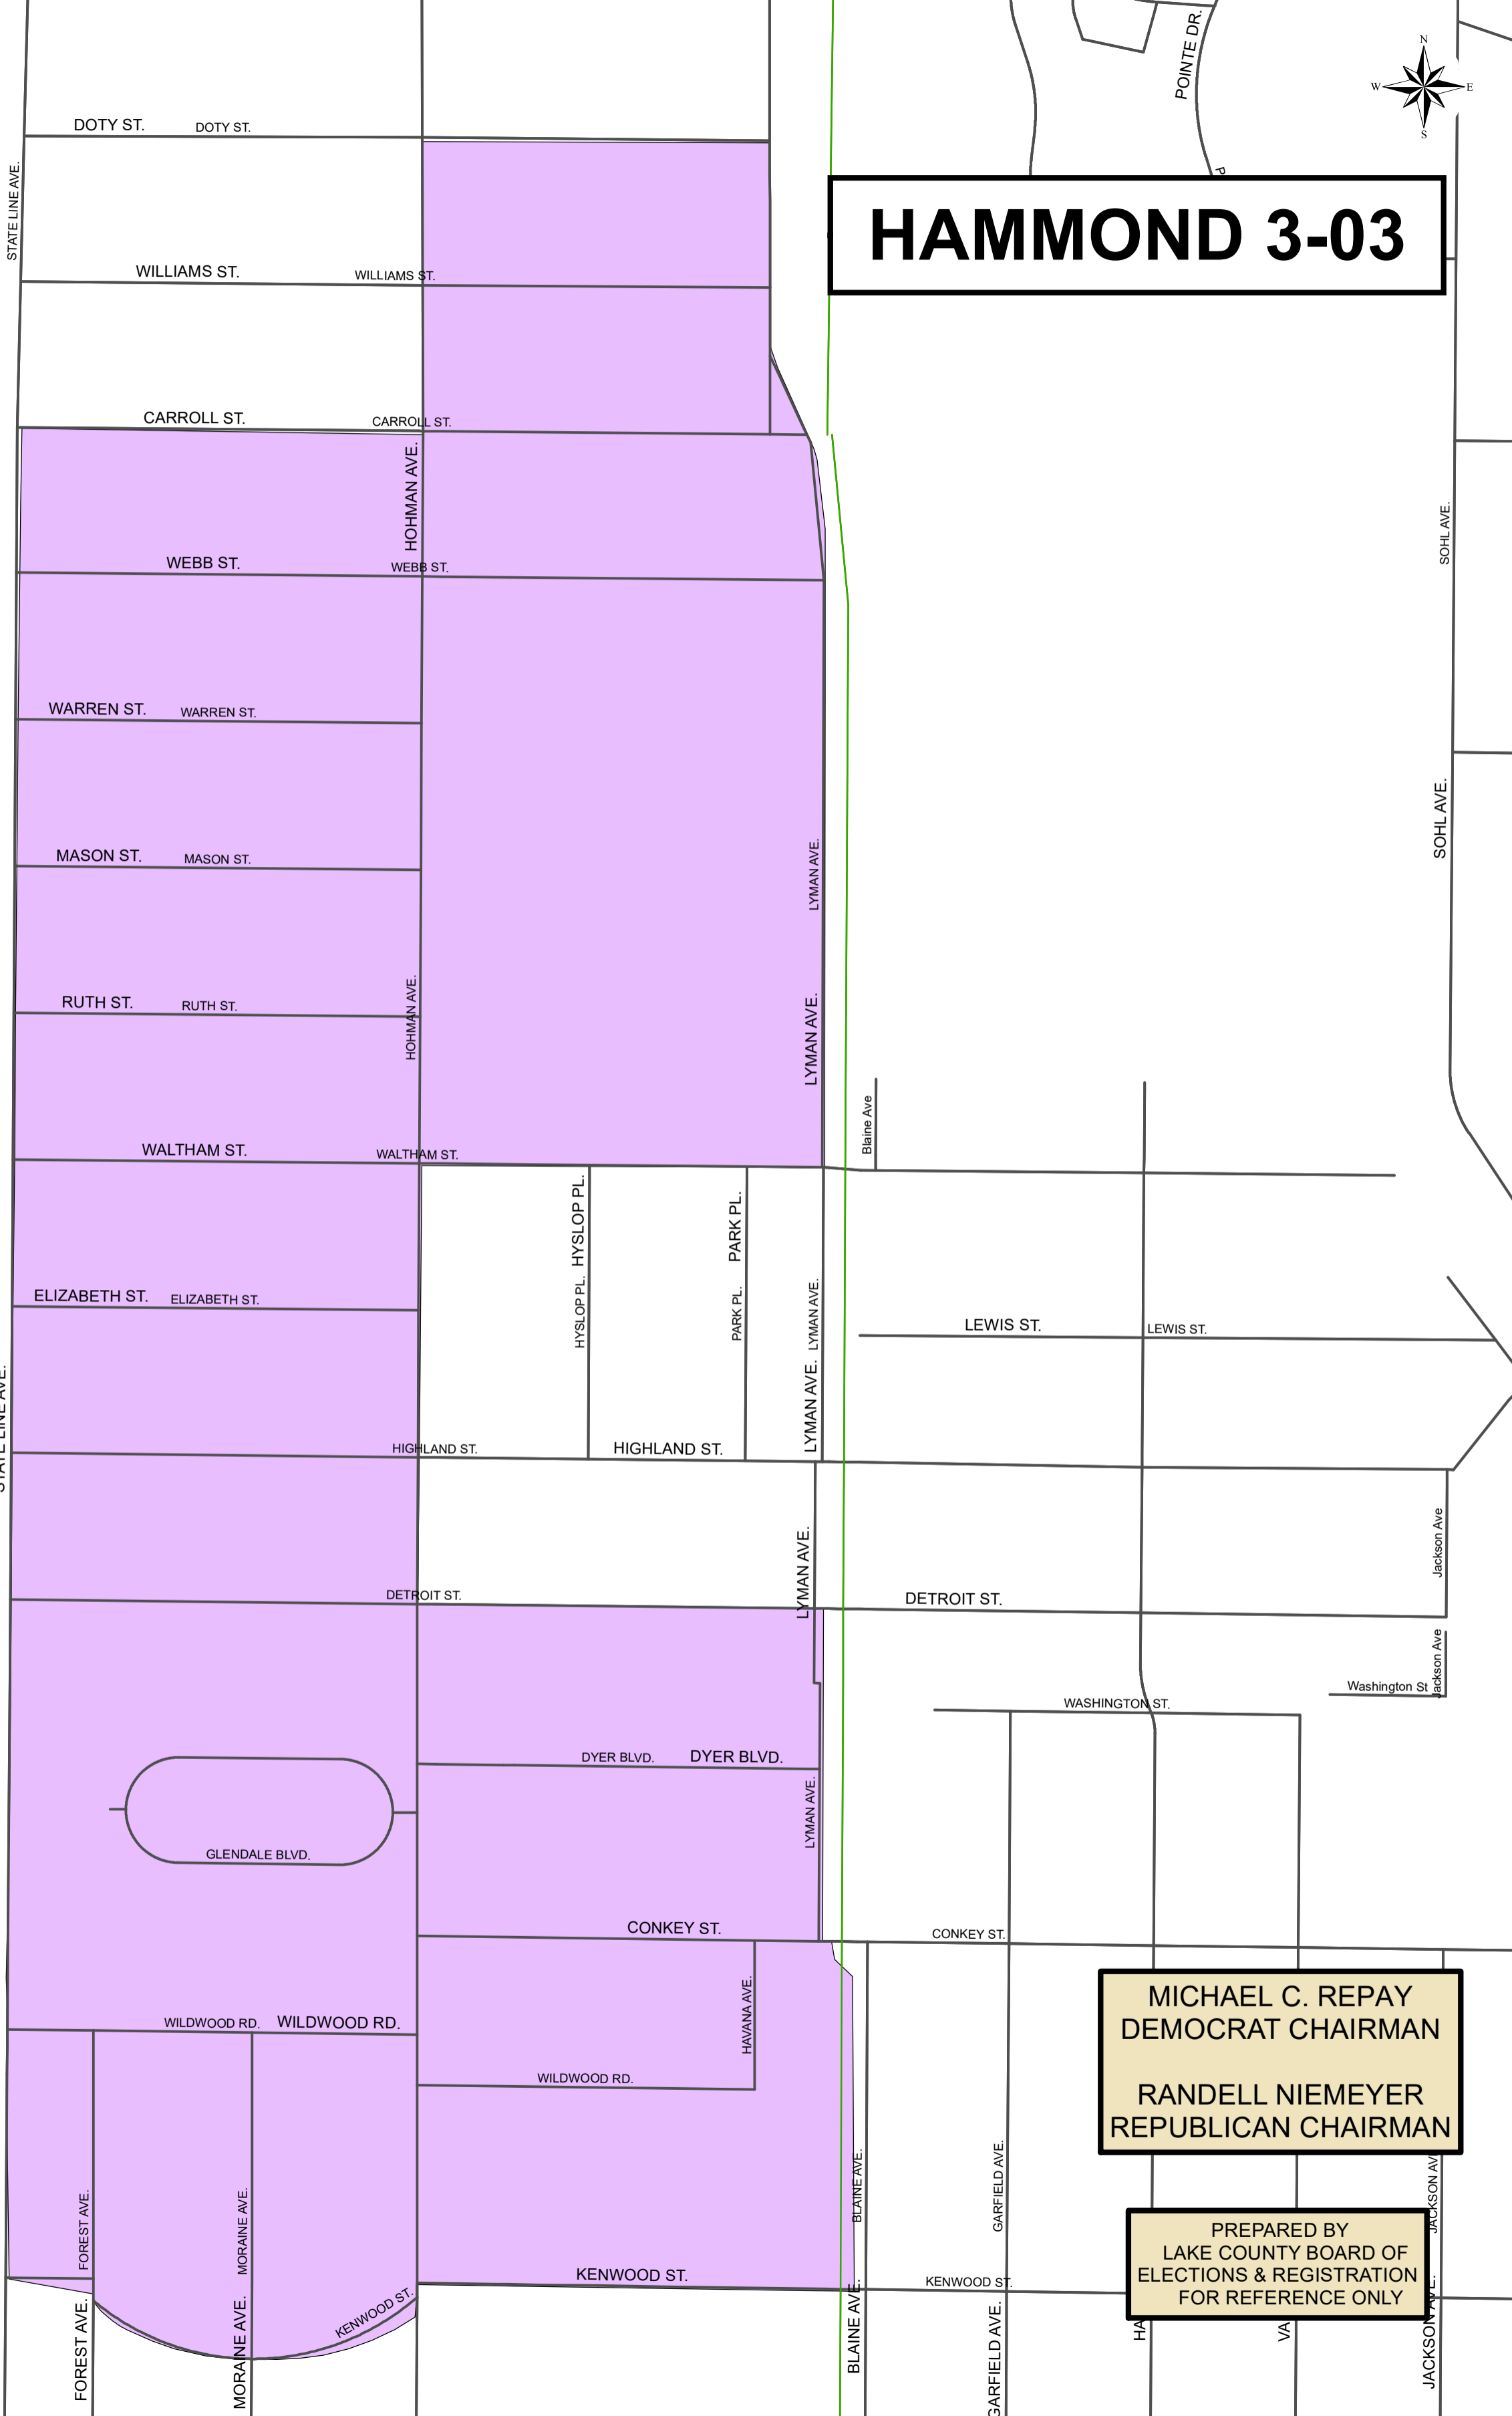 POINTE DR.
N
W
E
S
P
DOTY ST.
DOTY ST.
STATE LINE AVE.
HAMMOND 3-03
WILLIAMS ST.
WILLIAMS ST.
CARROLL ST.
CARROLL ST.
HOHMAN AVE.
SOHL AVE.
WEBB ST.
WEBB ST.
WARREN ST.
WARREN ST.
SOHL AVE.
MASON ST.
MASON ST.
LYMAN AVE.
RUTH ST.
RUTH ST.
HOHMAN AVE.
LYMAN AVE.
Blaine Ave
WALTHAM ST.
WALTHAM ST.
HYSLOP PL.
PARK PL.
ELIZABETH ST.
ELIZABETH ST.
HYSLOP PL.
PARK PL.
LYMAN AVE.
LEWIS ST.
LEWIS ST.
STATE LINE AVE.
LYMAN AVE.
HIGHLAND ST.
HIGHLAND ST.
LYMAN AVE.
Jackson Ave
DETROIT ST.
DETROIT ST.
Jackson Ave
Washington St
WASHINGTON ST.
DYER BLVD.
DYER BLVD.
LYMAN AVE.
GLENDALE BLVD.
CONKEY ST.
CONKEY ST.
HAVANA AVE.
WILDWOOD RD.
WILDWOOD RD.
WILDWOOD RD.
MICHAEL C. REPAY
DEMOCRAT CHAIRMAN
RANDELL NIEMEYER
REPUBLICAN CHAIRMAN
FOREST AVE.
MORAINE AVE.
BLAINE AVE.
GARFIELD AVE.
JACKSON AVE
PREPARED BY
LAKE COUNTY BOARD OF
ELECTIONS & REGISTRATION
FOR REFERENCE ONLY
KENWOOD ST.
KENWOOD ST.
KENWOOD ST.
FOREST AVE.
MORAINE AVE.
BLAINE AVE.
GARFIELD AVE.
HA
VA
JACKSON AVE.